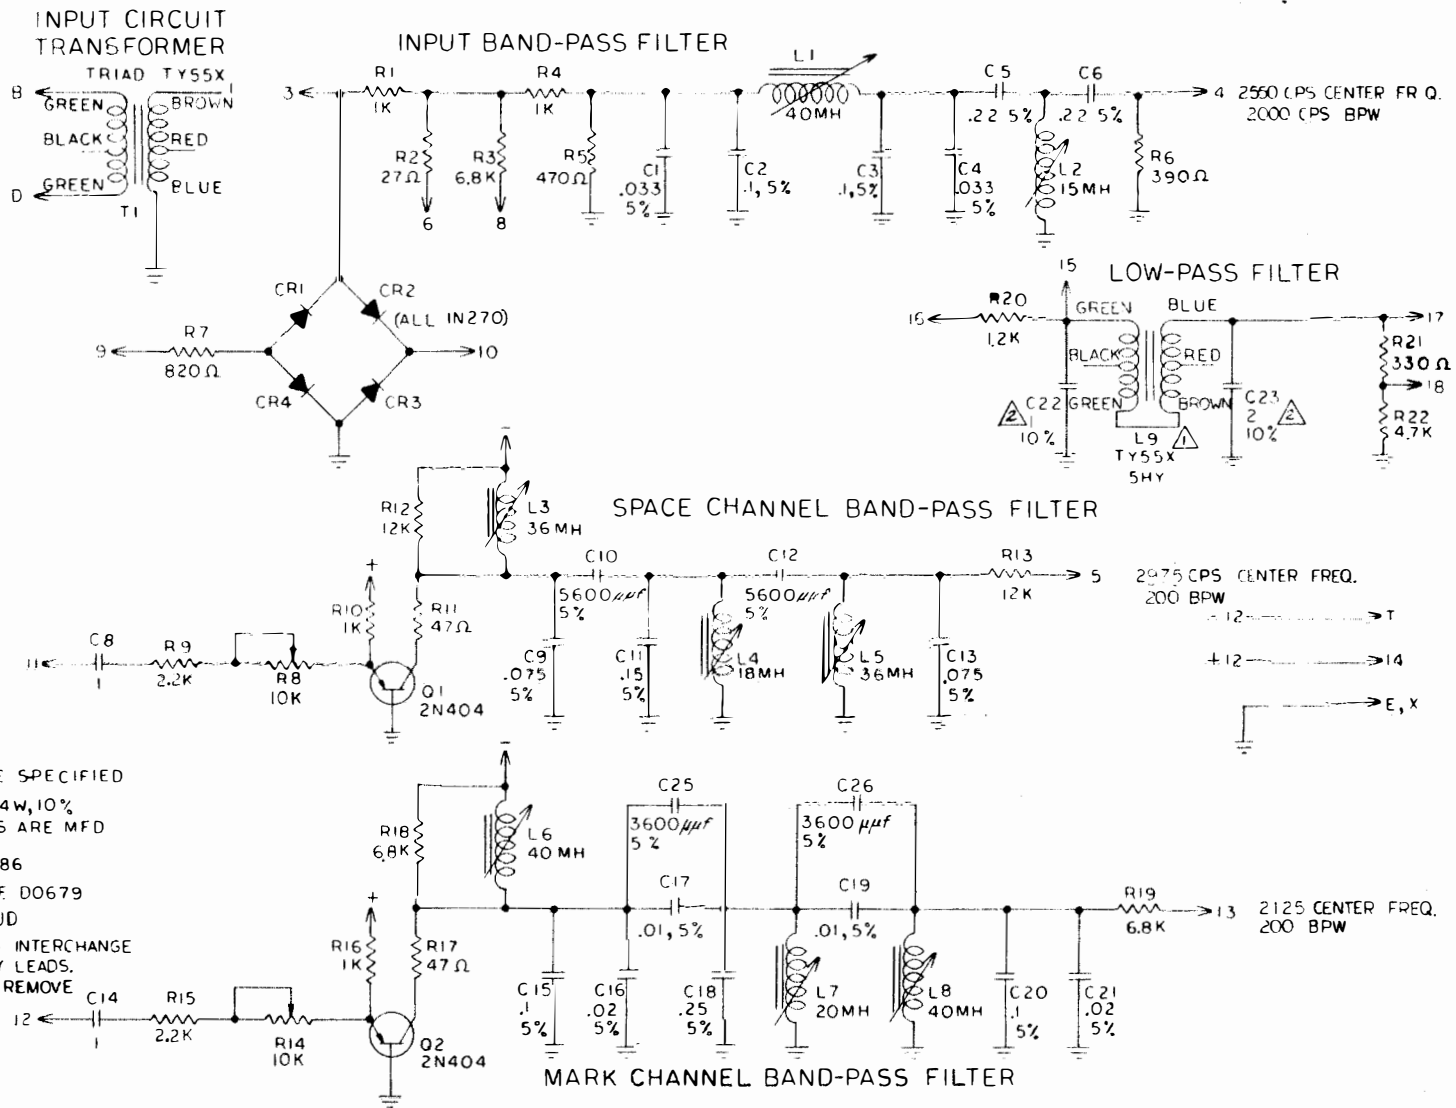 INPUT CIRCUIT
TRANSFORMER
TRIAD TY55X
8
GREEN
BROWN
1
BLACK
RED
GREEN
BLUE
D
T1
INPUT BAND-PASS FILTER
3
R1
1K
R4
1K
R2
27Ω
6
R3
6.8K
8
R5
470Ω
C1
.033
5%
C2
.1, 5%
L1
40MH
C3
.1, 5%
C4
.033
5%
C5
.22 5%
C6
.22 5%
L2
15MH
R6
390Ω
4
2550 CPS CENTER FR Q.
2000 CPS BPW
CR1
CR2
(ALL IN270)
R7
9
820Ω
10
CR4
CR3
LOW-PASS FILTER
15
R20
16
1.2K
GREEN
BLUE
17
BLACK
RED
R21
330Ω
18
2
C22
1
10%
GREEN
BROWN
C23
2
10%
2
R22
4.7K
L9
1
TY55X
5HY
SPACE CHANNEL BAND-PASS FILTER
-
R12
12K
L3
36MH
C10
5600μμf
5%
C12
5600μμf
5%
R13
12K
5
2975 CPS CENTER FREQ.
200 BPW
-12
T
+12
14
E, X
+
R10
1K
R11
47Ω
C8
11
1
R9
2.2K
R8
10K
Q1
2N404
C9
.075
5%
C11
.15
5%
L4
18MH
L5
36MH
C13
.075
5%
E SPECIFIED
4W, 10%
S ARE MFD
86
E D0679
UD
INTERCHANGE
Y LEADS.
REMOVE
-
R18
6.8K
L6
40MH
C25
3600μμf
5%
C26
3600μμf
5%
C17
.01, 5%
C19
.01, 5%
R19
6.8K
13
2125 CENTER FREQ.
200 BPW
+
R16
1K
R17
47Ω
C14
12
1
R15
2.2K
R14
10K
Q2
2N404
C15
.1
5%
C16
.02
5%
C18
.25
5%
L7
20MH
L8
40MH
C20
.1
5%
C21
.02
5%
MARK CHANNEL BAND-PASS FILTER